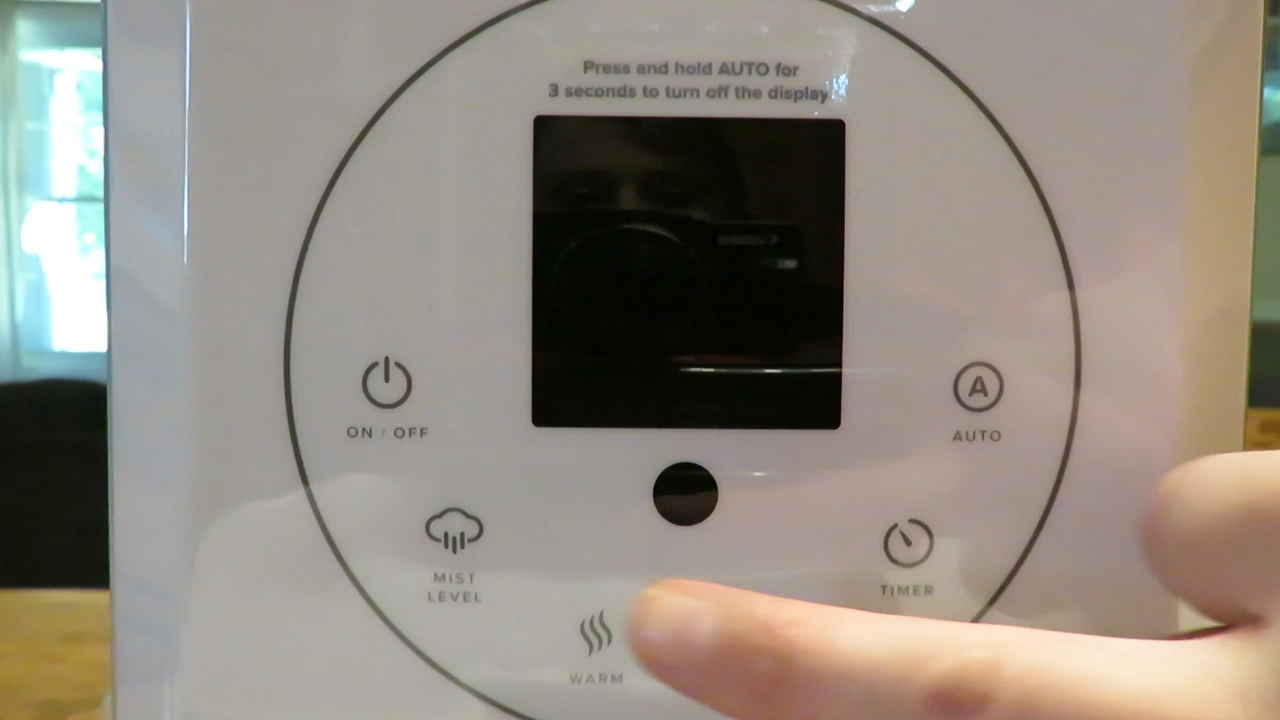 Press and hold AUTO for
3 seconds to turn off the display
ON / OFF
A
AUTO
MIST
LEVEL
TIMER
WARM